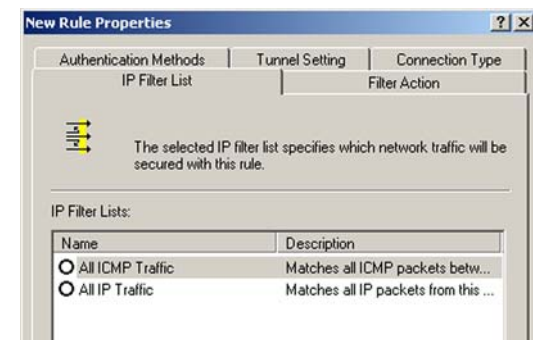 New Rule Properties
Authentication Methods Tunnel Setting Connection Type
IP Filter List Filter Action
The selected IP filter list specifies which network traffic will be
secured with this rule.
IP Filter Lists:
Name Description
All ICMP Traffic Matches all ICMP packets betw...
All IP Traffic Matches all IP packets from this ...